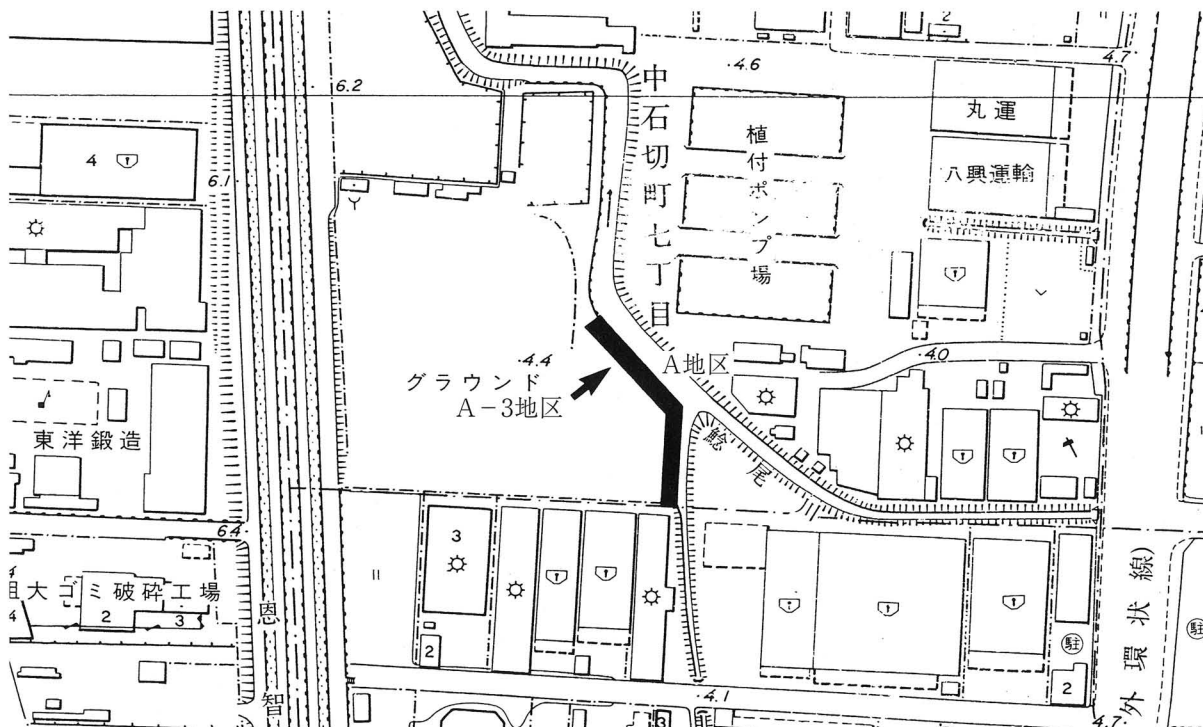 2
4.7
4.6
6.2
中石切町七丁目
植付ポンプ場
丸運
八興運輸
4
6.1
4.4
グラウンド
A-3地区
A地区
4.0
東洋鍛造
鯰尾
6.4
3
粗大ゴミ破砕工場
2
3
4
恩智
2
外環状線)
駐
駐
2
4.1
3
4.7